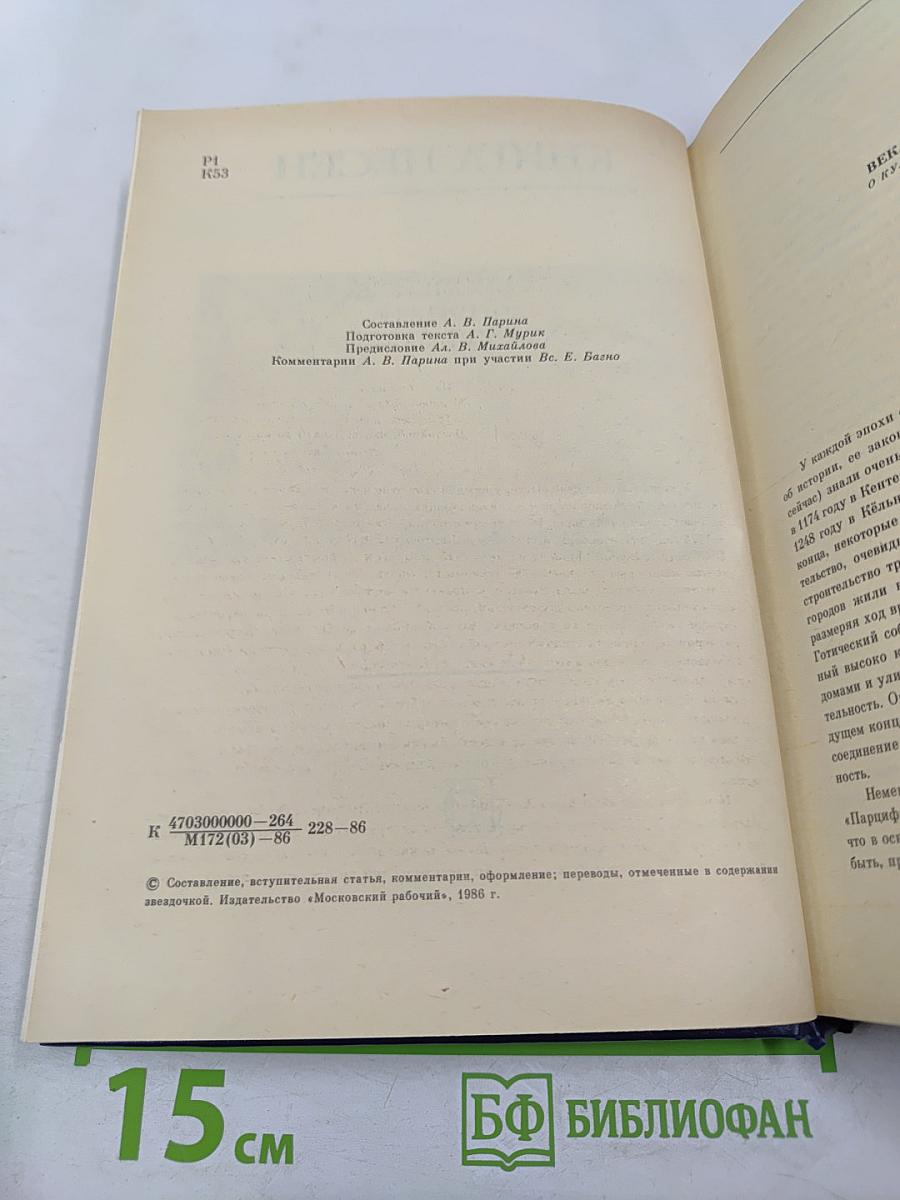 Р1
К53
Составление А. В. Парина
Подготовка текста А. Г. Мурик
Предисловие Ал. В. Михайлова
Комментарии А. В. Парина при участии Вс. Е. Багно
К 4703000000—264
М172(03)—86 228—86
© Составление, вступительная статья, комментарии, оформление; переводы, отмеченные в содержании
звездочкой. Издательство «Московский рабочий», 1986 г.
ВЕКА
О КУ
У каждой эпохи
об истории, ее зако
сейчас) знали очень
в 1174 году в Кенте
1248 году в Кёльн
конца, некоторые
тельство, очевидн
строительство тр
городов жили
размеряя ход вр
Готический соб
ный высоко к
домами и ули
тельность. О
дущем конц
соединение
ность.
Неме
«Парциф
что в осн
быть, пр
15 см
БФ БИБЛИОФАН